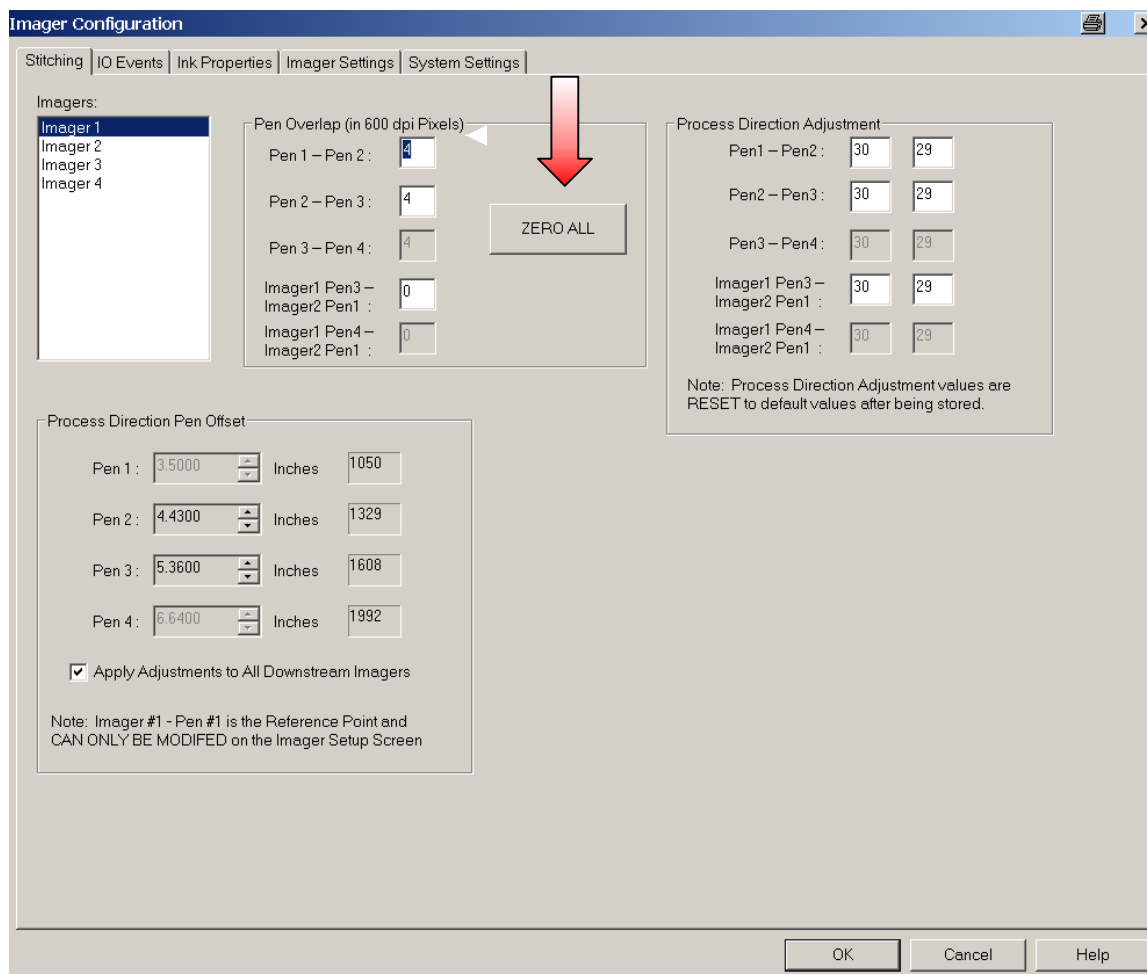 Imager Configuration
Stitching IO Events Ink Properties Imager Settings System Settings
Imagers:
Imager 1
Imager 2
Imager 3
Imager 4
Pen Overlap (in 600 dpi Pixels)
Pen 1 – Pen 2 : 4
Pen 2 – Pen 3 : 4
Pen 3 – Pen 4 : 4
Imager1 Pen3 –
Imager2 Pen1 : 0
Imager1 Pen4 –
Imager2 Pen1 : 0
ZERO ALL
Process Direction Adjustment
Pen1 – Pen2 : 30 29
Pen2 – Pen3 : 30 29
Pen3 – Pen4 : 30 29
Imager1 Pen3 – 30 29
Imager2 Pen1 :
Imager1 Pen4 – 30 29
Imager2 Pen1 :
Note: Process Direction Adjustment values are
RESET to default values after being stored.
Process Direction Pen Offset
Pen 1 : 3.5000 Inches 1050
Pen 2 : 4.4300 Inches 1329
Pen 3 : 5.3600 Inches 1608
Pen 4 : 6.6400 Inches 1992
Apply Adjustments to All Downstream Imagers
Note: Imager #1 - Pen #1 is the Reference Point and
CAN ONLY BE MODIFED on the Imager Setup Screen
OK Cancel Help